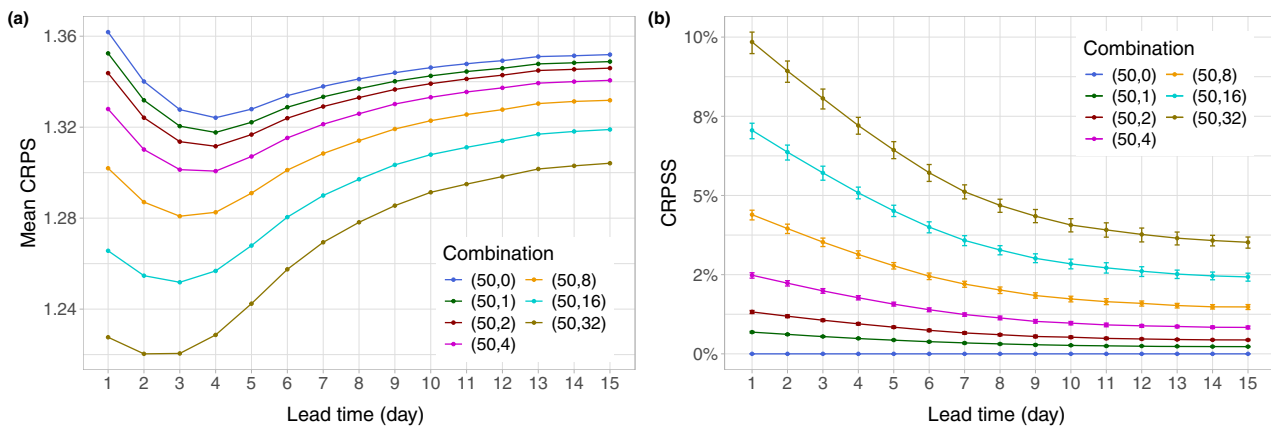 (a)
Mean CRPS
1.36
1.32
1.28
1.24
1 2 3 4 5 6 7 8 9 10 11 12 13 14 15
Lead time (day)
Combination
(50,0) (50,8)
(50,1) (50,16)
(50,2) (50,32)
(50,4)
(b)
CRPSS
10%
8%
5%
2%
0%
1 2 3 4 5 6 7 8 9 10 11 12 13 14 15
Lead time (day)
Combination
(50,0) (50,8)
(50,1) (50,16)
(50,2) (50,32)
(50,4)